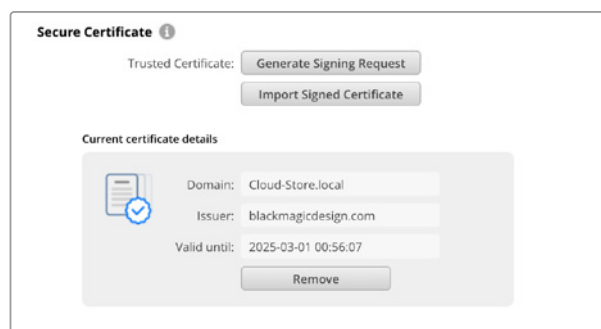 Secure Certificate i
Trusted Certificate: Generate Signing Request
Import Signed Certificate
Current certificate details
Domain: Cloud-Store.local
Issuer: blackmagicdesign.com
Valid until: 2025-03-01 00:56:07
Remove